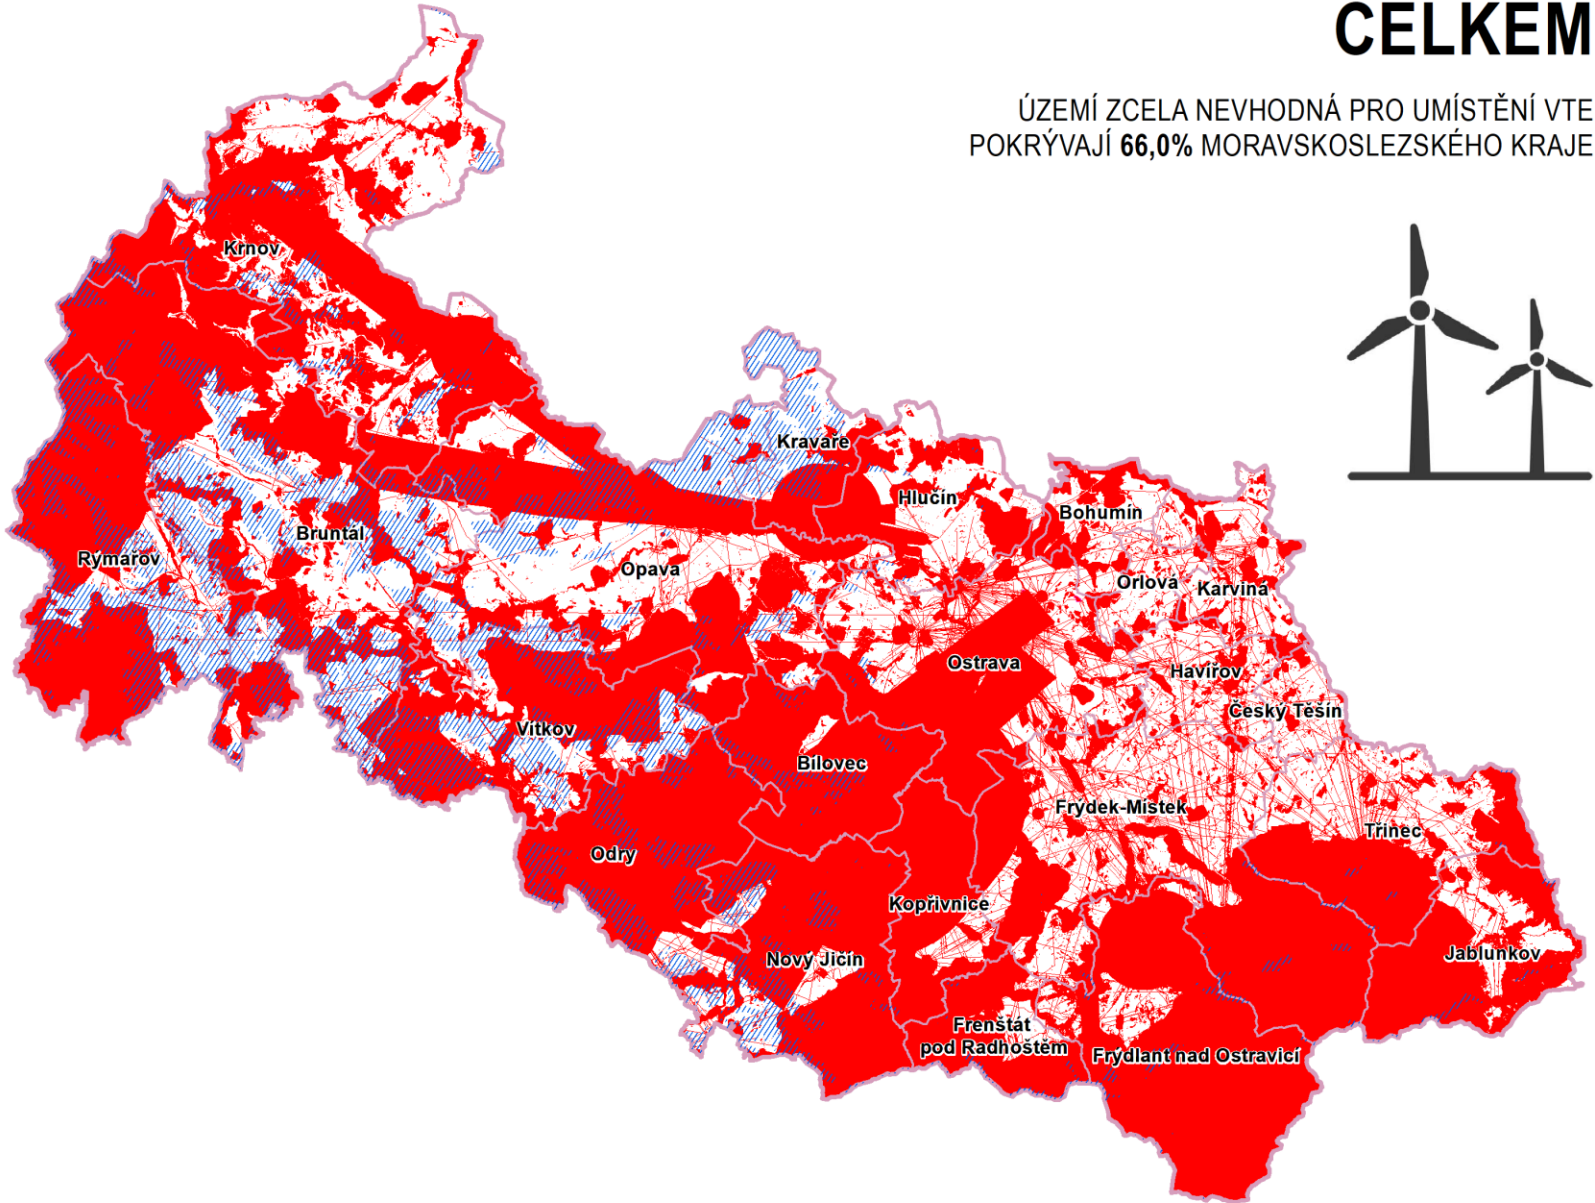 CELKEM
ÚZEMÍ ZCELA NEVHODNÁ PRO UMÍSTĚNÍ VTE
POKRÝVAJÍ 66,0% MORAVSKOSLEZSKÉHO KRAJE
Krnov
Kravaře
Hlučín
Bohumín
Bruntál
Rýmařov
Opava
Orlová
Karviná
Ostrava
Havířov
Český Těšín
Vítkov
Bílovec
Frýdek-Místek
Třinec
Odry
Kopřivnice
Nový Jičín
Jablunkov
Frenštát
pod Radhoštěm
Frýdlant nad Ostravicí